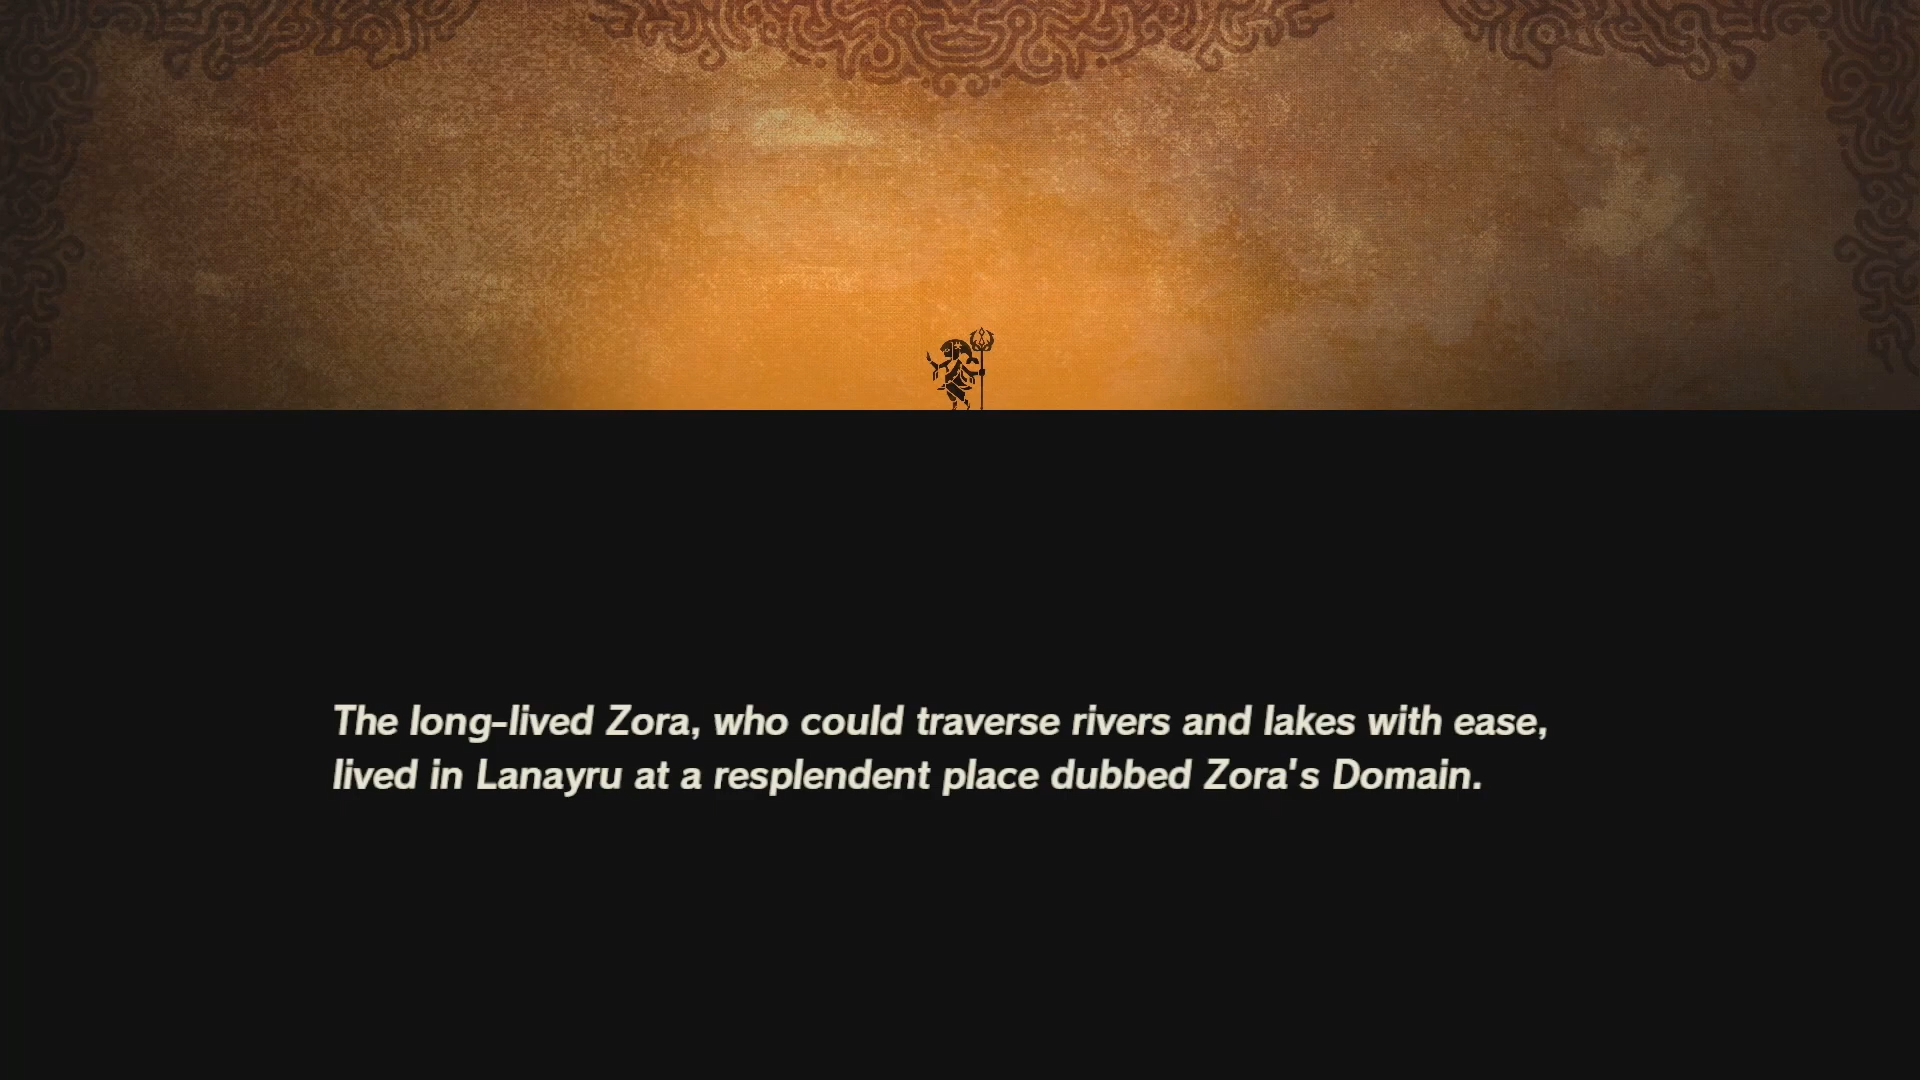 The long-lived Zora, who could traverse rivers and lakes with ease,
lived in Lanayru at a resplendent place dubbed Zora's Domain.